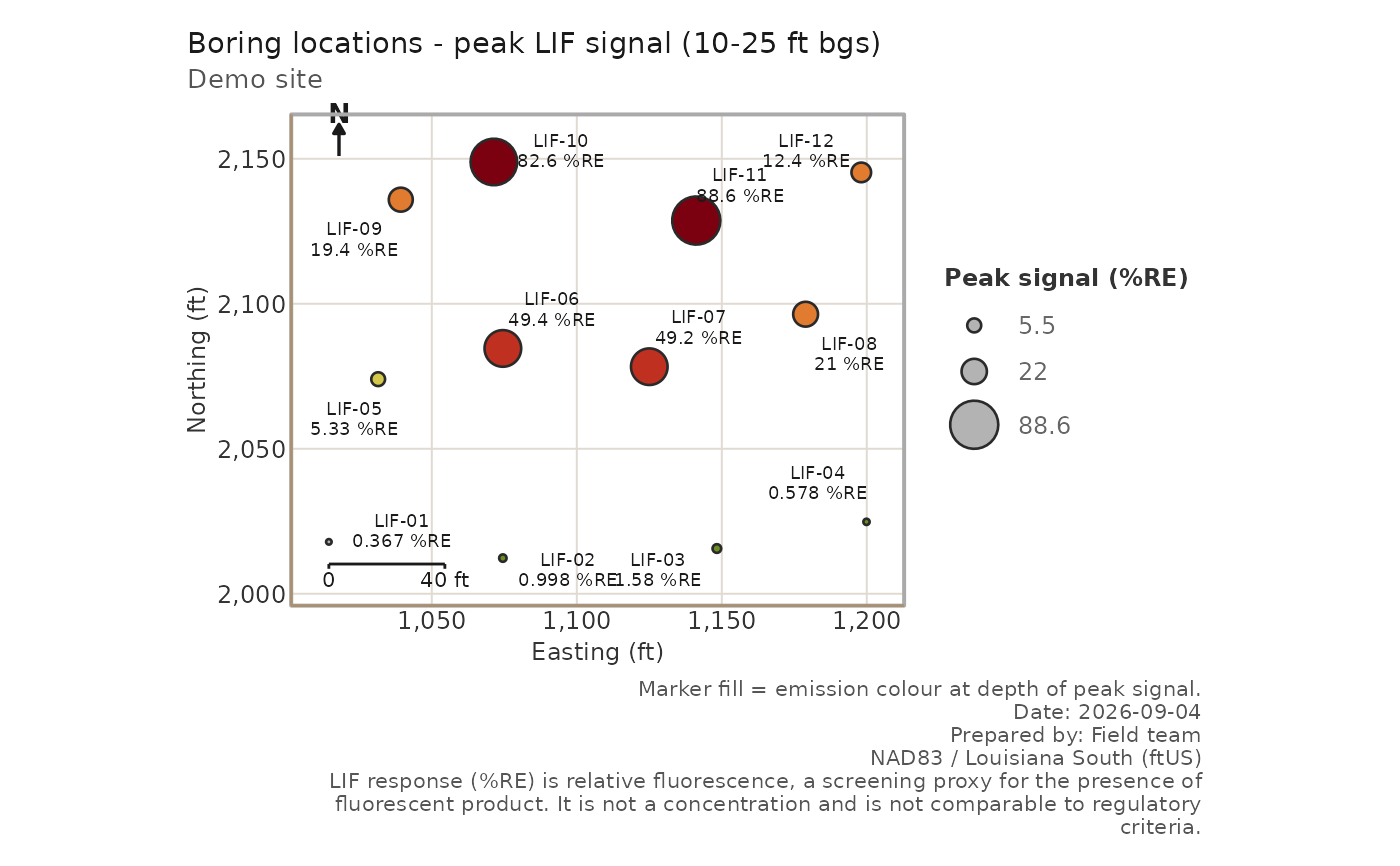 Boring locations - peak LIF signal (10-25 ft bgs)
Demo site
N
LIF-10
82.6 %RE
LIF-12
12.4 %RE
LIF-11
88.6 %RE
LIF-09
19.4 %RE
LIF-06
49.4 %RE
LIF-07
49.2 %RE
LIF-08
21 %RE
LIF-05
5.33 %RE
LIF-04
0.578 %RE
LIF-01
0.367 %RE
LIF-02
0.998 %RE
LIF-03
1.58 %RE
0 40 ft
2,150
2,100
2,050
2,000
Northing (ft)
1,050 1,100 1,150 1,200
Easting (ft)
Peak signal (%RE)
5.5
22
88.6
Marker fill = emission colour at depth of peak signal.
Date: 2026-09-04
Prepared by: Field team
NAD83 / Louisiana South (ftUS)
LIF response (%RE) is relative fluorescence, a screening proxy for the presence of
fluorescent product. It is not a concentration and is not comparable to regulatory
criteria.